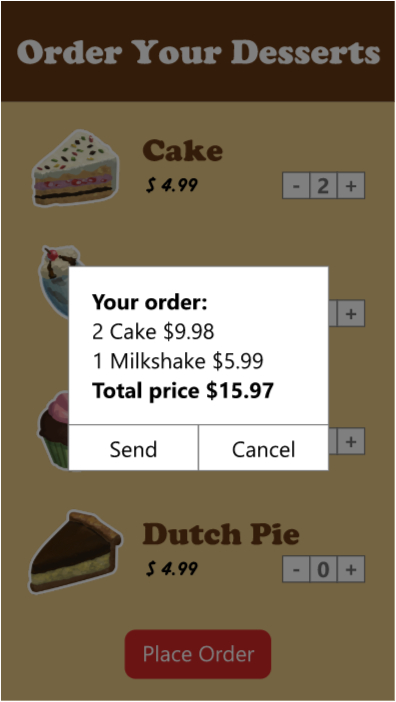 Order Your Desserts
Cake
$ 4.99
- 2 +
+
Your order:
2 Cake $9.98
1 Milkshake $5.99
Total price $15.97
Send
Cancel
+
Dutch Pie
$ 4.99
- 0 +
Place Order